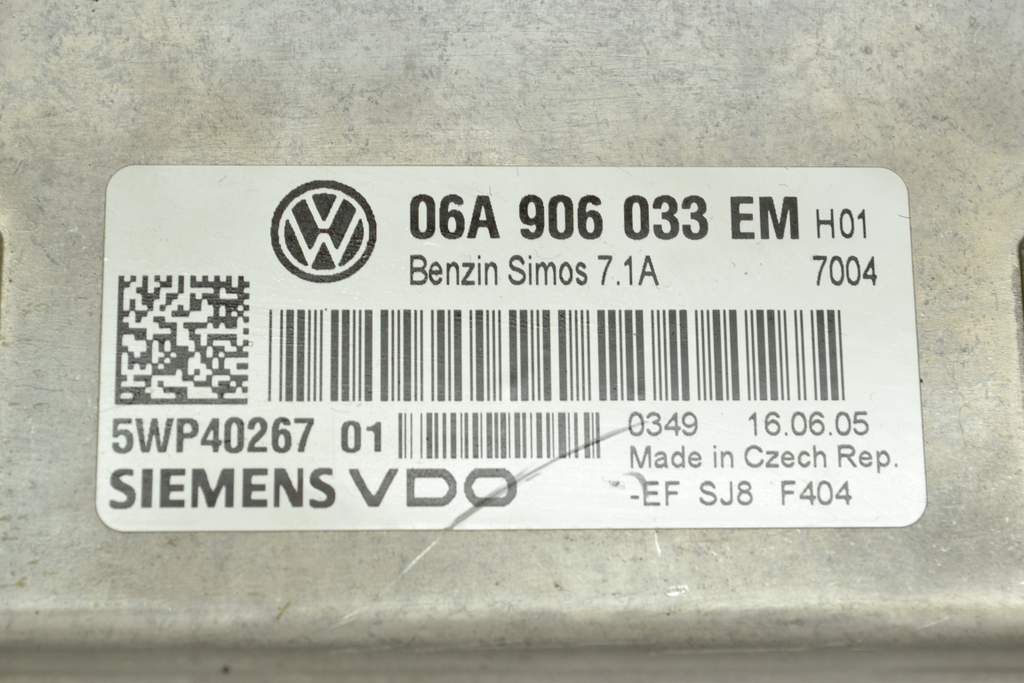 06A 906 033 EM H01
Benzin Simos 7.1A 7004
5WP40267 01
SIEMENS VDO
0349 16.06.05
Made in Czech Rep.
-EF SJ8 F404